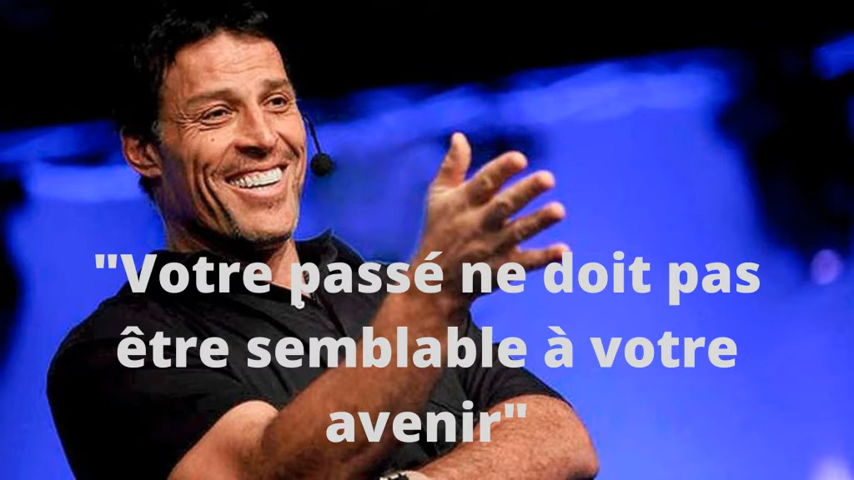 "Votre passé ne doit pas
être semblable à votre
avenir"